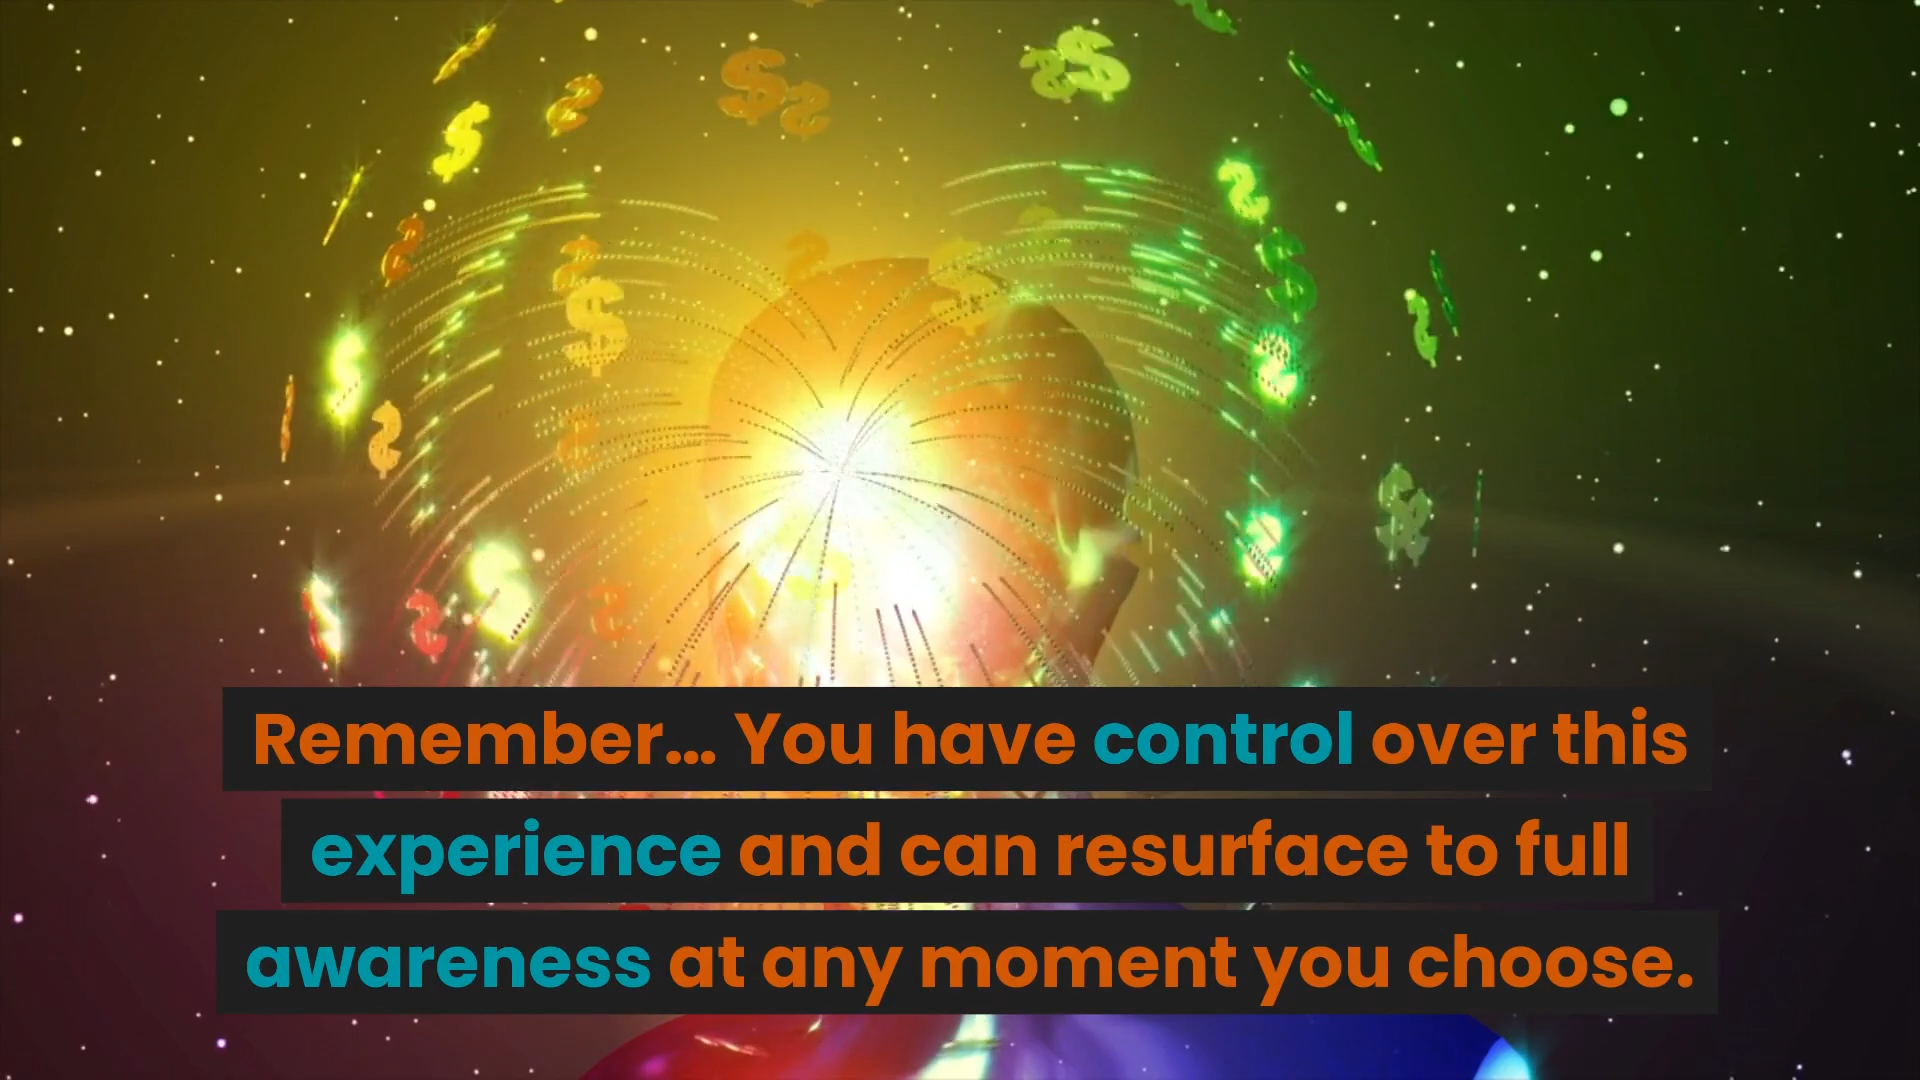 Remember... You have control over this
experience and can resurface to full
awareness at any moment you choose.